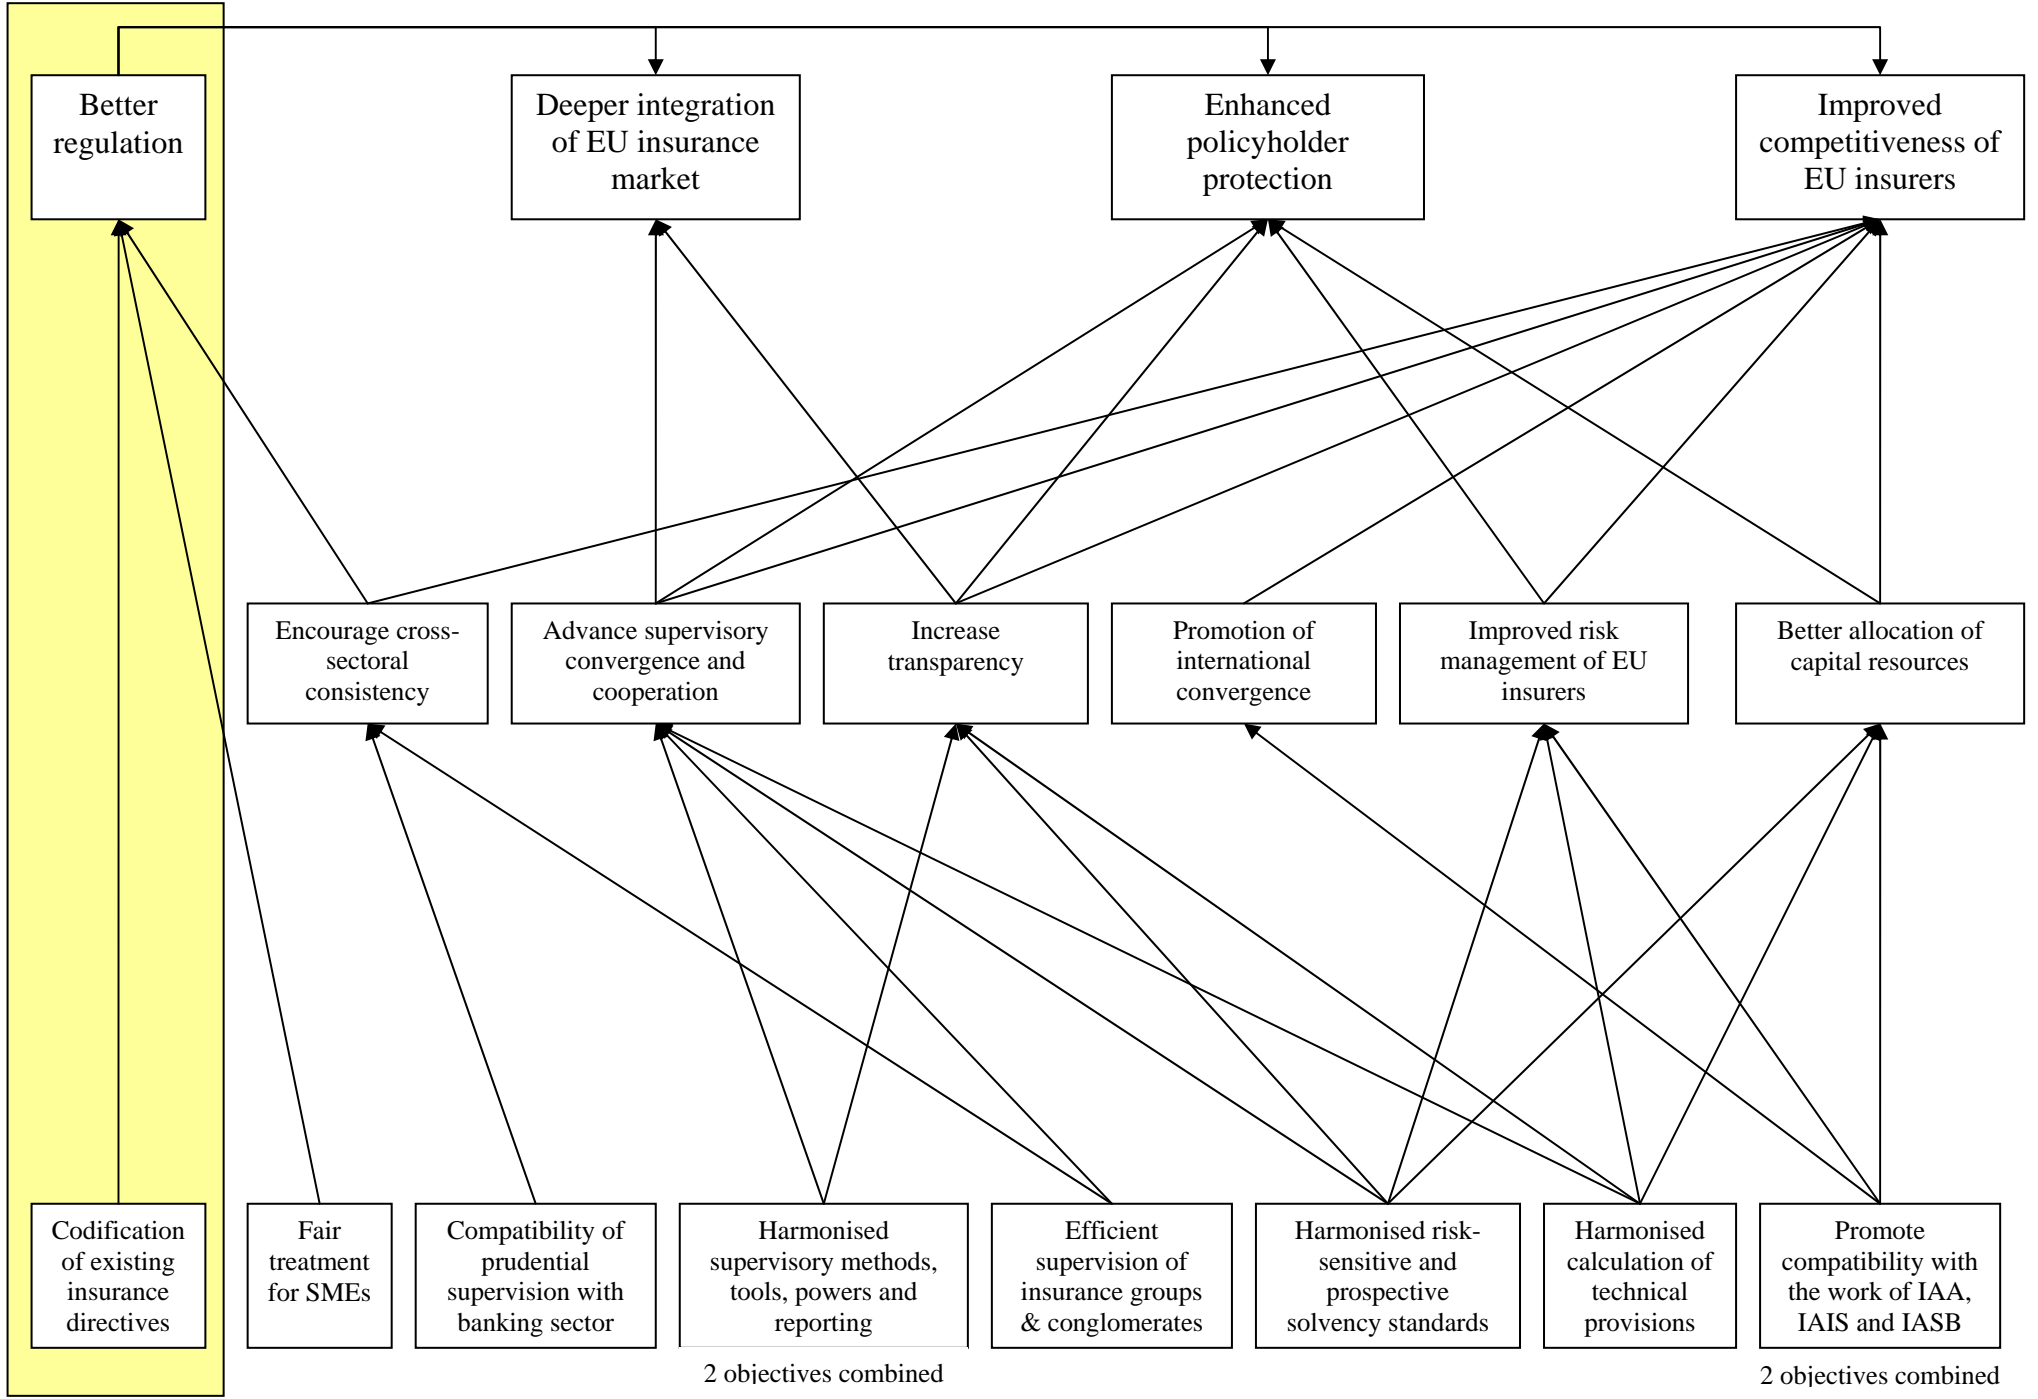 Better
regulation
Deeper integration
of EU insurance
market
Enhanced
policyholder
protection
Improved
competitiveness of
EU insurers
Encourage cross-
sectoral
consistency
Advance supervisory
convergence and
cooperation
Increase
transparency
Promotion of
international
convergence
Improved risk
management of EU
insurers
Better allocation of
capital resources
Codification
of existing
insurance
directives
Fair
treatment
for SMEs
Compatibility of
prudential
supervision with
banking sector
Harmonised
supervisory methods,
tools, powers and
reporting
2 objectives combined
Efficient
supervision of
insurance groups
& conglomerates
Harmonised risk-
sensitive and
prospective
solvency standards
Harmonised
calculation of
technical
provisions
Promote
compatibility with
the work of IAA,
IAIS and IASB
2 objectives combined